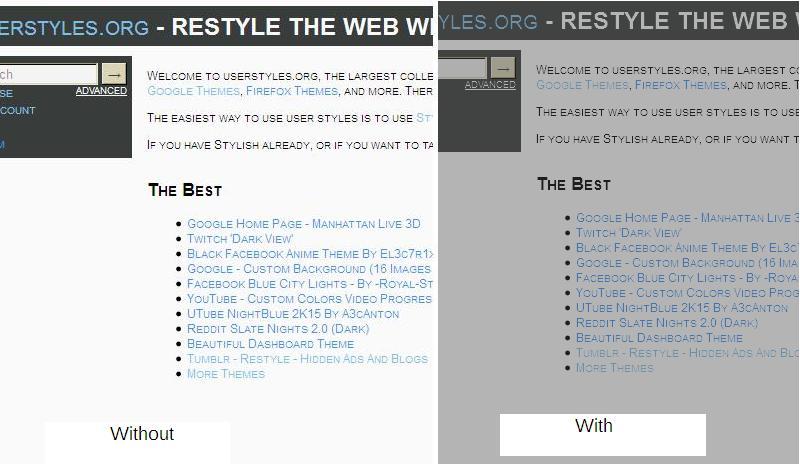 ERSTYLES.ORG - RESTYLE THE WEB
ch →
SE ADVANCED
COUNT
M
WELCOME TO USERSTYLES.ORG, THE LARGEST COLLE
GOOGLE THEMES, FIREFOX THEMES, AND MORE. THER
THE EASIEST WAY TO USE USER STYLES IS TO USE ST
IF YOU HAVE STYLISH ALREADY, OR IF YOU WANT TO TA
THE BEST
GOOGLE HOME PAGE - MANHATTAN LIVE 3D
TWITCH 'DARK VIEW'
BLACK FACEBOOK ANIME THEME BY EL3C7R1
GOOGLE - CUSTOM BACKGROUND (16 IMAGES
FACEBOOK BLUE CITY LIGHTS - BY -ROYAL-ST
YOUTUBE - CUSTOM COLORS VIDEO PROGRES
UTUBE NIGHTBLUE 2K15 BY A3CANTON
REDDIT SLATE NIGHTS 2.0 (DARK)
BEAUTIFUL DASHBOARD THEME
TUMBLR - RESTYLE - HIDDEN ADS AND BLOGS
MORE THEMES
Without
YLES.ORG - RESTYLE THE WEB
→
ADVANCED
WELCOME TO USERSTYLES.ORG, THE LARGEST CO
GOOGLE THEMES, FIREFOX THEMES, AND MORE. T
THE EASIEST WAY TO USE USER STYLES IS TO USE
IF YOU HAVE STYLISH ALREADY, OR IF YOU WANT T
THE BEST
GOOGLE HOME PAGE - MANHATTAN LIVE 3
TWITCH 'DARK VIEW'
BLACK FACEBOOK ANIME THEME BY EL3C7
GOOGLE - CUSTOM BACKGROUND (16 IMA
FACEBOOK BLUE CITY LIGHTS - BY -ROYAL
YOUTUBE - CUSTOM COLORS VIDEO PROG
UTUBE NIGHTBLUE 2K15 BY A3CANTON
REDDIT SLATE NIGHTS 2.0 (DARK)
BEAUTIFUL DASHBOARD THEME
TUMBLR - RESTYLE - HIDDEN ADS AND BLO
MORE THEMES
With